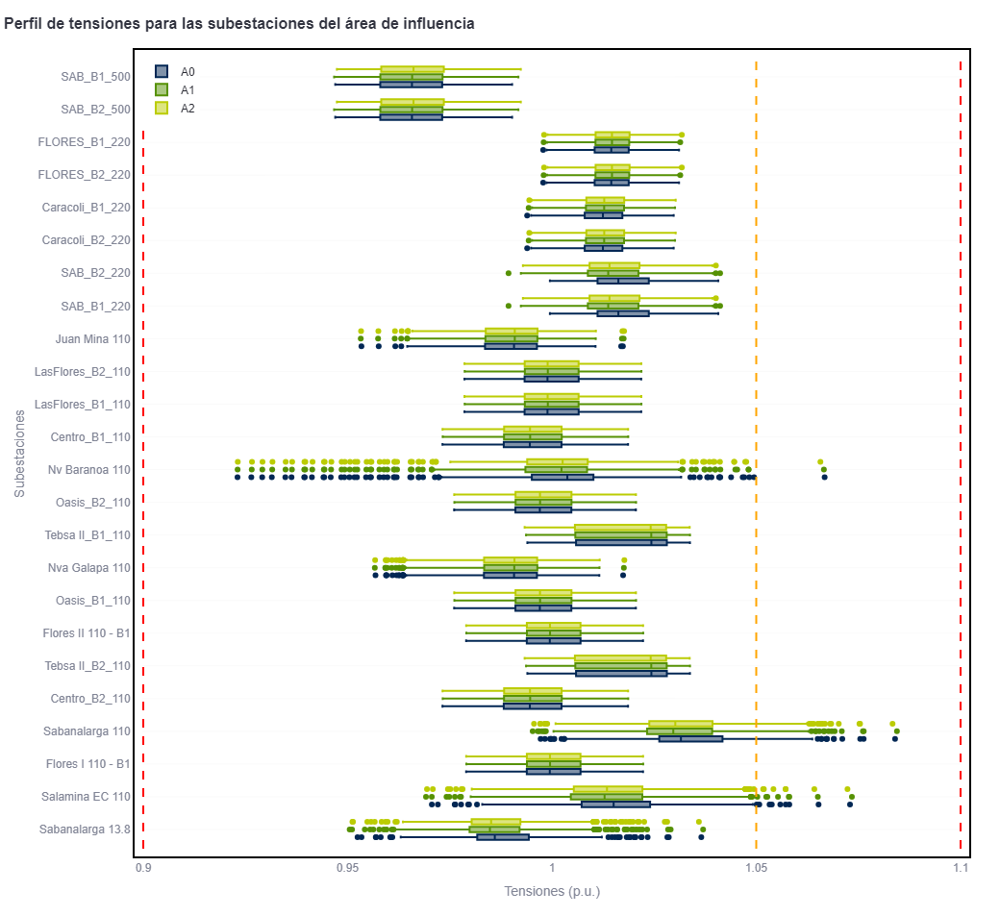 Perfil de tensiones para las subestaciones del área de influencia
A0
A1
A2
SAB_B1_500
SAB_B2_500
FLORES_B1_220
FLORES_B2_220
Caracoli_B1_220
Caracoli_B2_220
SAB_B2_220
SAB_B1_220
Juan Mina 110
LasFlores_B2_110
LasFlores_B1_110
Centro_B1_110
Nv Baranoa 110
Oasis_B2_110
Tebsa II_B1_110
Nva Galapa 110
Oasis_B1_110
Flores II 110 - B1
Tebsa II_B2_110
Centro_B2_110
Sabanalarga 110
Flores I 110 - B1
Salamina EC 110
Sabanalarga 13.8
Subestaciones
0.9 0.95 1 1.05 1.1
Tensiones (p.u.)